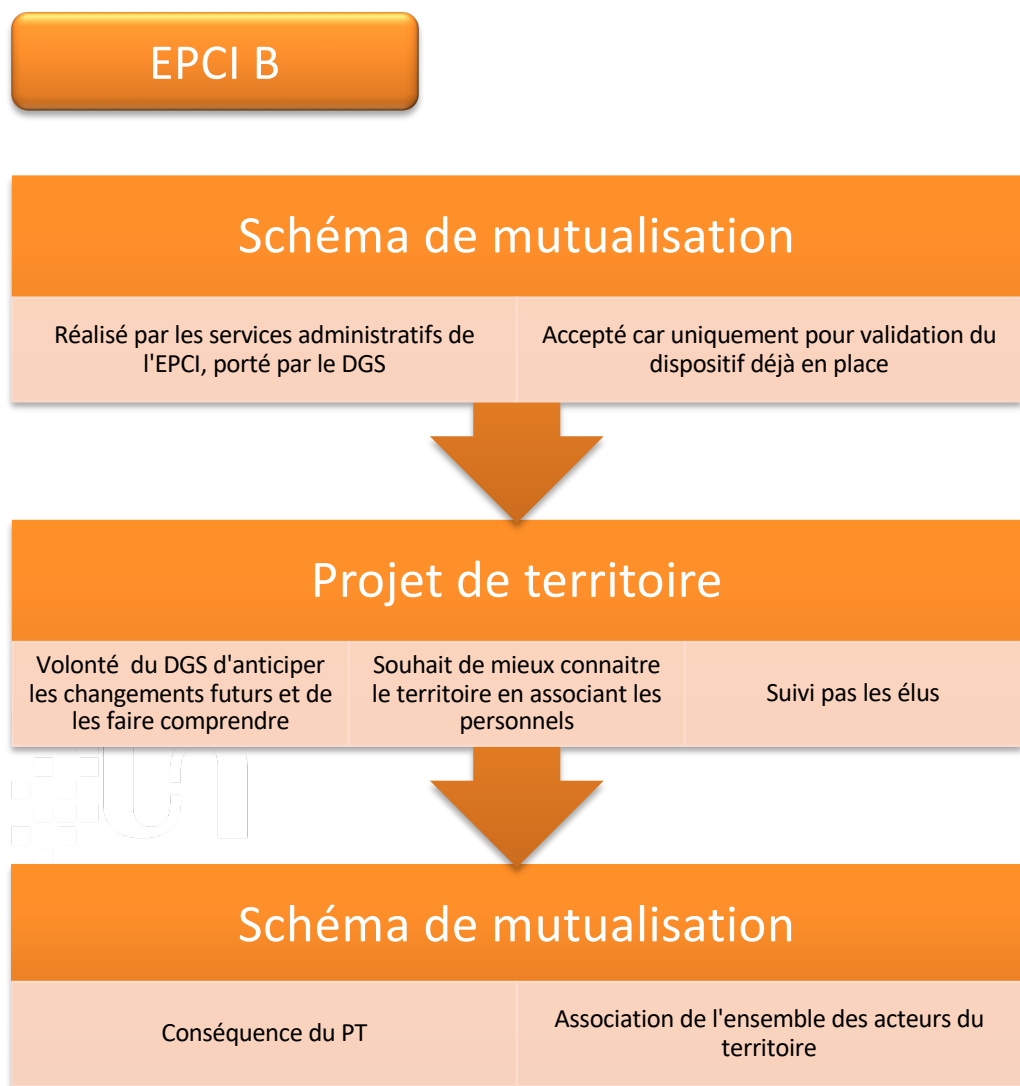 EPCI B
Schéma de mutualisation
Réalisé par les services administratifs de
l'EPCI, porté par le DGS
Accepté car uniquement pour validation du
dispositif déjà en place
Projet de territoire
Volonté du DGS d'anticiper
les changements futurs et de
les faire comprendre
Souhait de mieux connaitre
le territoire en associant les
personnels
Suivi pas les élus
Schéma de mutualisation
Conséquence du PT
Association de l'ensemble des acteurs du
territoire